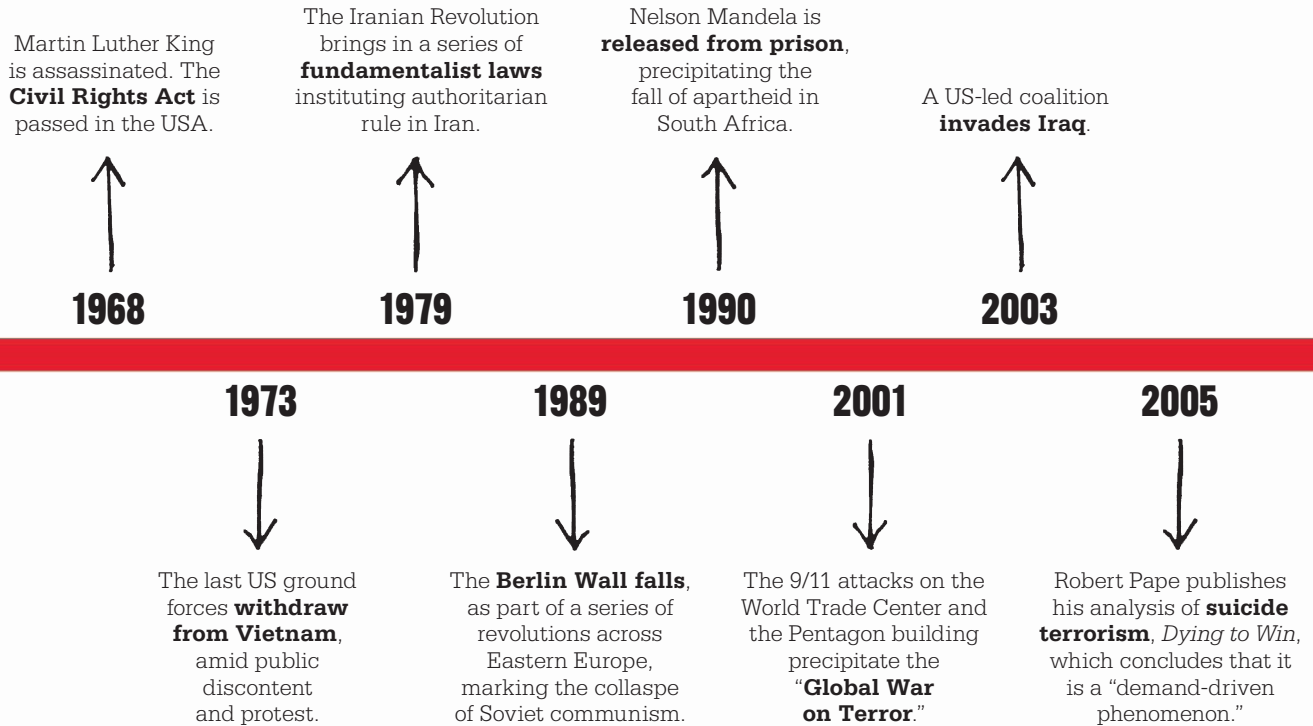 Martin Luther King
is assassinated. The
Civil Rights Act is
passed in the USA.
The Iranian Revolution
brings in a series of
fundamentalist laws
instituting authoritarian
rule in Iran.
Nelson Mandela is
released from prison,
precipitating the
fall of apartheid in
South Africa.
A US-led coalition
invades Iraq.
1968
1979
1990
2003
1973
1989
2001
2005
The last US ground
forces withdraw
from Vietnam,
amid public
discontent
and protest.
The Berlin Wall falls,
as part of a series of
revolutions across
Eastern Europe,
marking the collaspe
of Soviet communism.
The 9/11 attacks on the
World Trade Center and
the Pentagon building
precipitate the
“Global War
on Terror.”
Robert Pape publishes
his analysis of suicide
terrorism, Dying to Win,
which concludes that it
is a “demand-driven
phenomenon.”